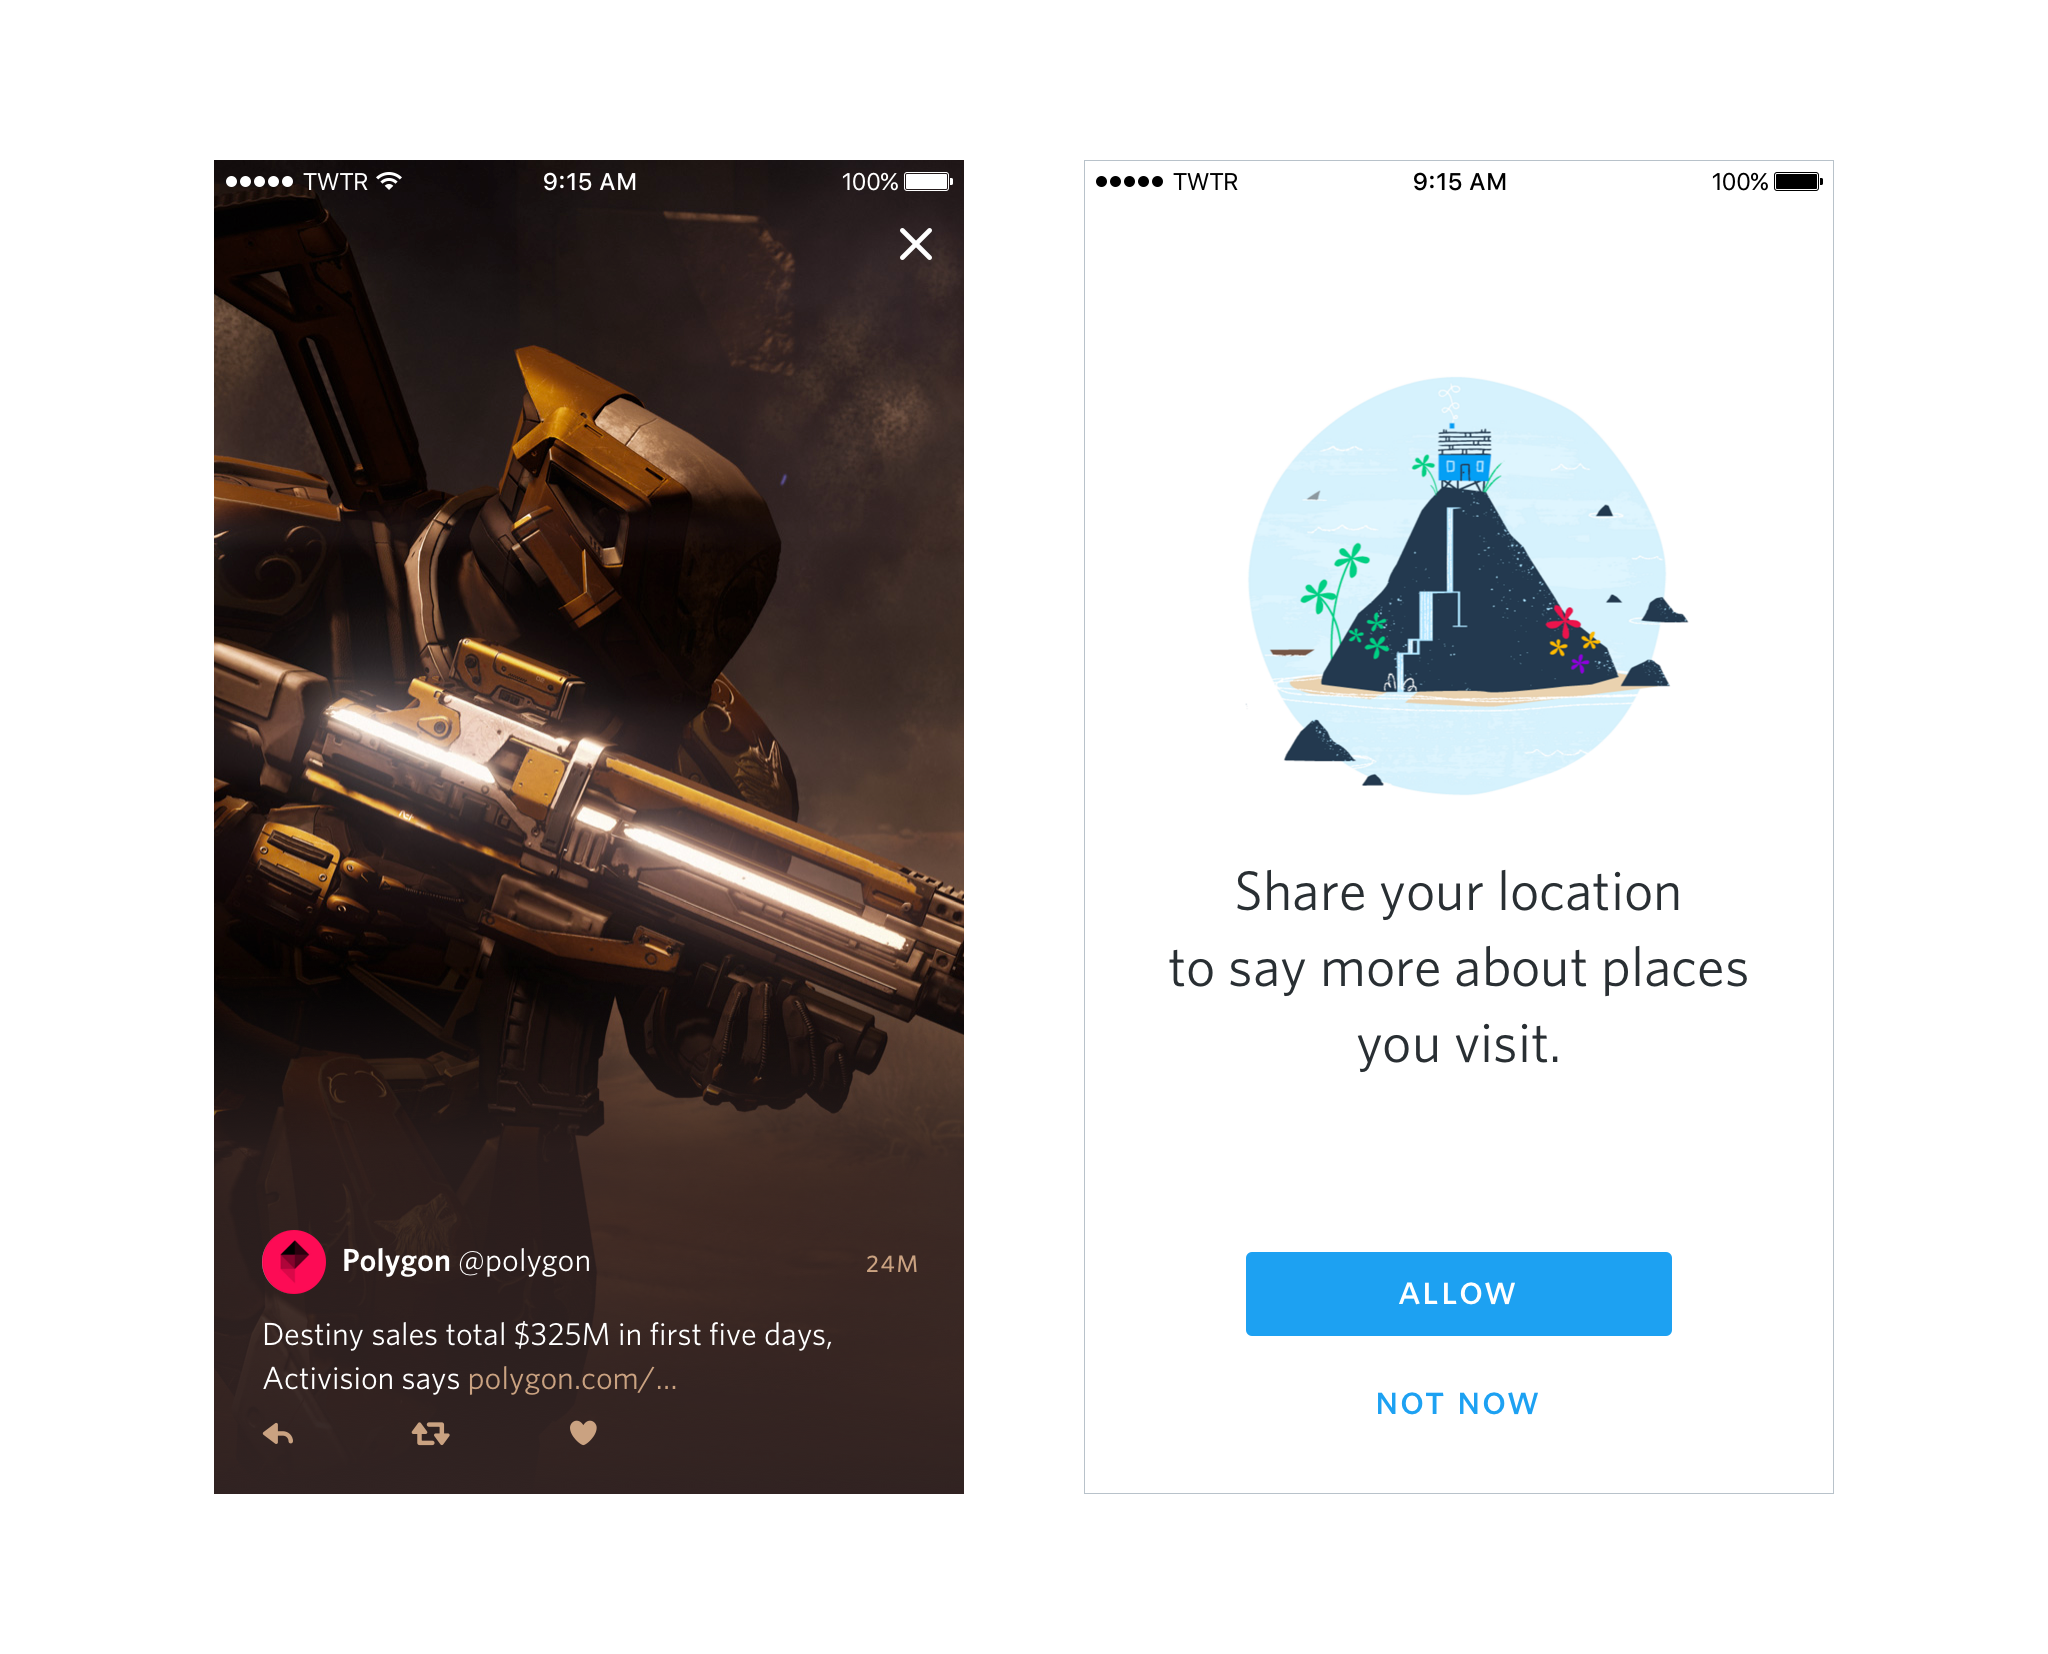 TWTR 9:15 AM 100%
Polygon @polygon 24M
Destiny sales total $325M in first five days,
Activision says polygon.com/...
TWTR 9:15 AM 100%
Share your location
to say more about places
you visit.
ALLOW
NOT NOW